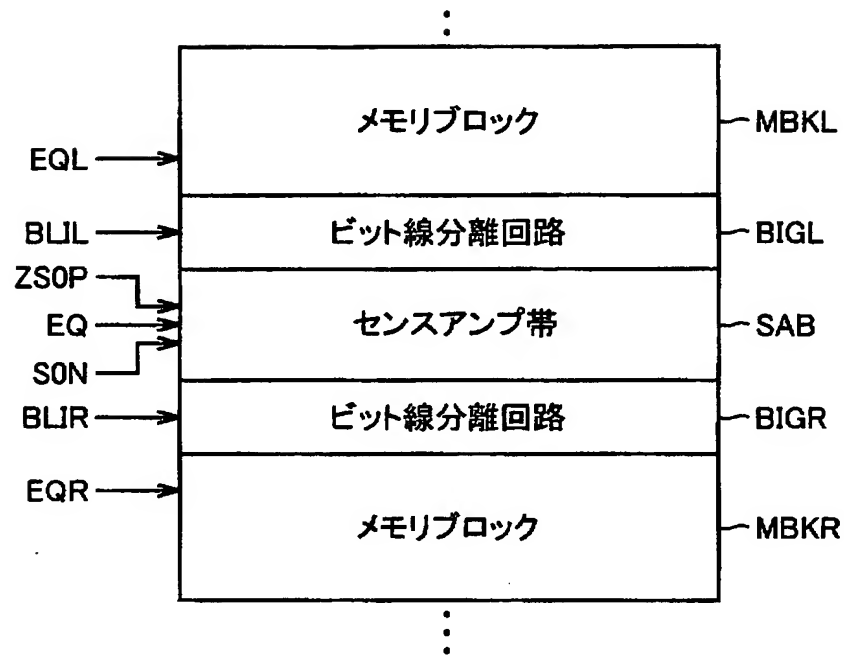 メモリブロック
MBKL
EQL
BLIL
ビット線分離回路
BIGL
ZSOP
EQ
センスアンプ帯
SAB
SON
BLIR
ビット線分離回路
BIGR
EQR
メモリブロック
MBKR